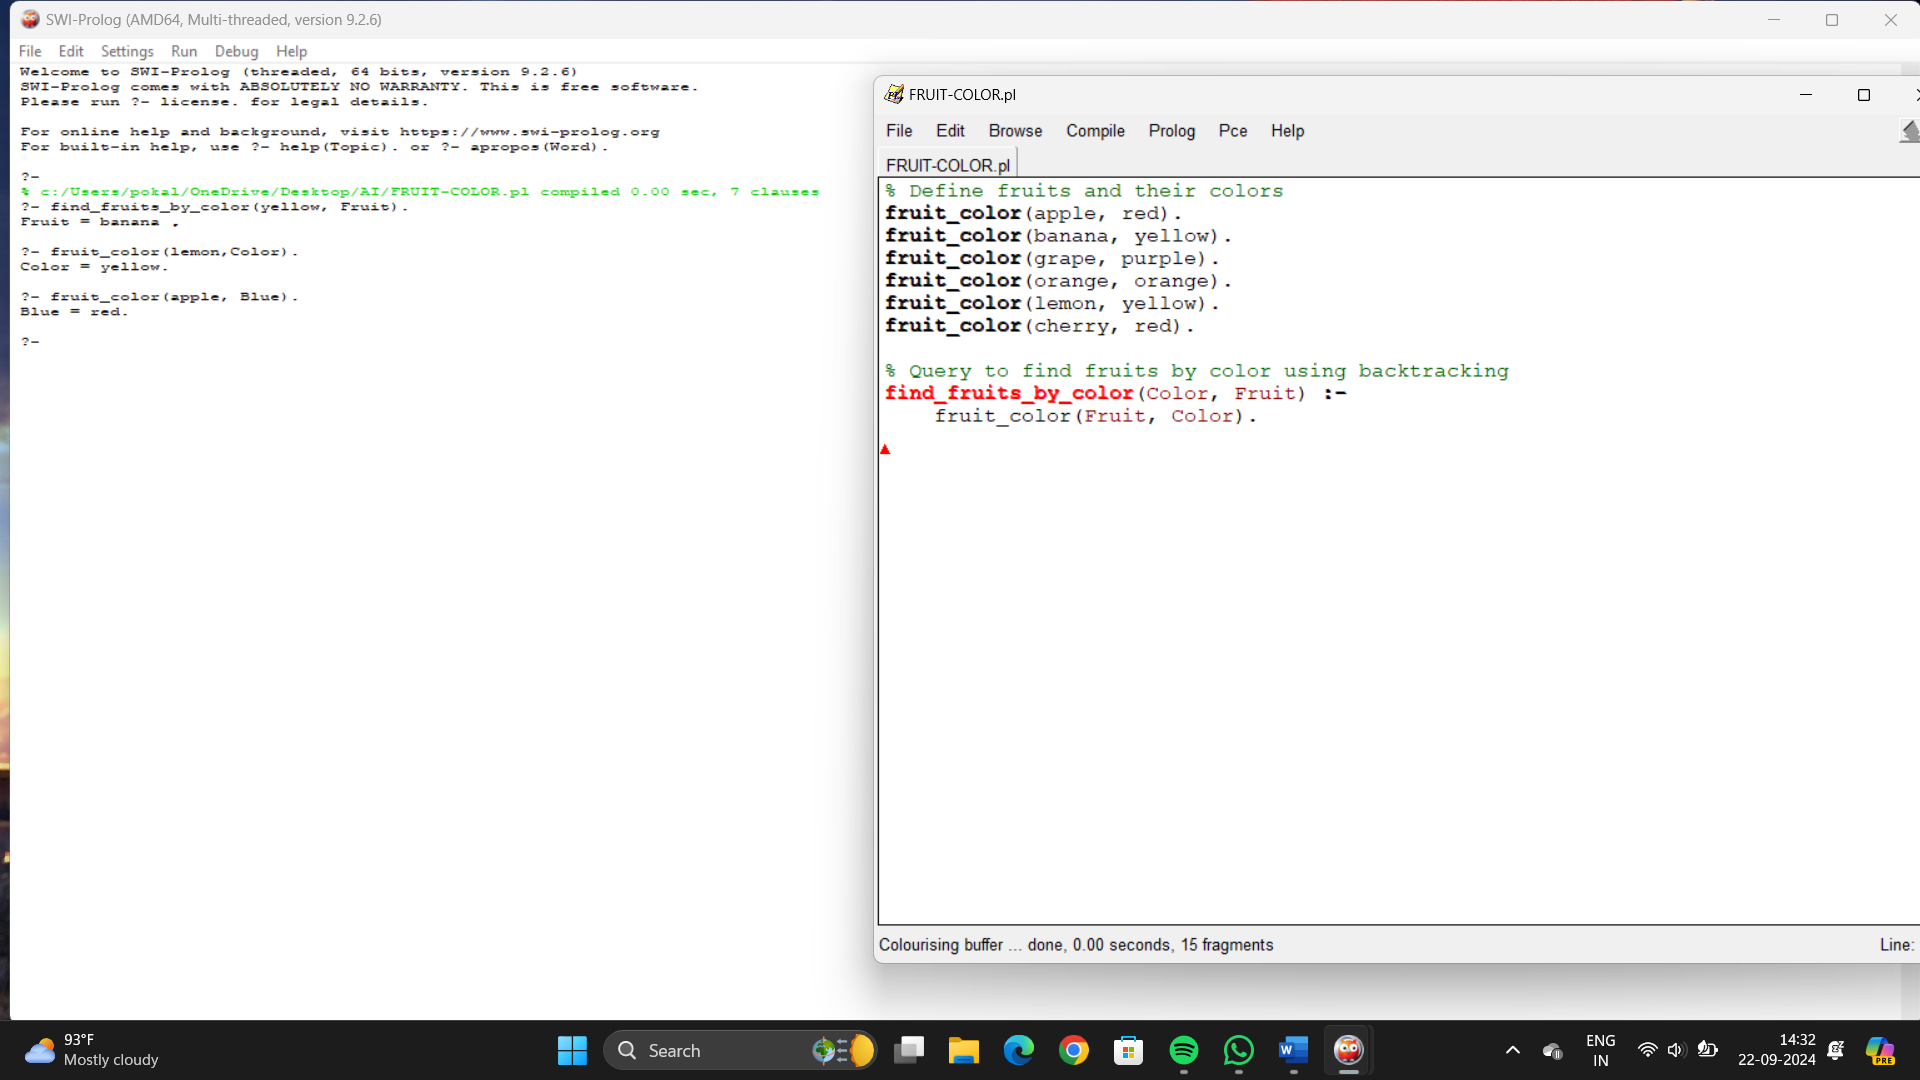 SWI-Prolog (AMD64, Multi-threaded, version 9.2.6)
File Edit Settings Run Debug Help
Welcome to SWI-Prolog (threaded, 64 bits, version 9.2.6)
SWI-Prolog comes with ABSOLUTELY NO WARRANTY. This is free software.
Please run ?- license. for legal details.
For online help and background, visit https://www.swi-prolog.org
For built-in help, use ?- help(Topic). or ?- apropos(Word).
?-
% c:/Users/pokal/OneDrive/Desktop/AI/FRUIT-COLOR.pl compiled 0.00 sec, 7 clauses
?- find_fruits_by_color(yellow, Fruit).
Fruit = banana .
?- fruit_color(lemon,Color).
Color = yellow.
?- fruit_color(apple, Blue).
Blue = red.
?-
FRUIT-COLOR.pl
File Edit Browse Compile Prolog Pce Help
FRUIT-COLOR.pl
% Define fruits and their colors
fruit_color(apple, red).
fruit_color(banana, yellow).
fruit_color(grape, purple).
fruit_color(orange, orange).
fruit_color(lemon, yellow).
fruit_color(cherry, red).
% Query to find fruits by color using backtracking
find_fruits_by_color(Color, Fruit) :-
fruit_color(Fruit, Color).
Colourising buffer ... done, 0.00 seconds, 15 fragments
Line:
93°F
Mostly cloudy
Search
W
PRE
ENG
IN
14:32
22-09-2024